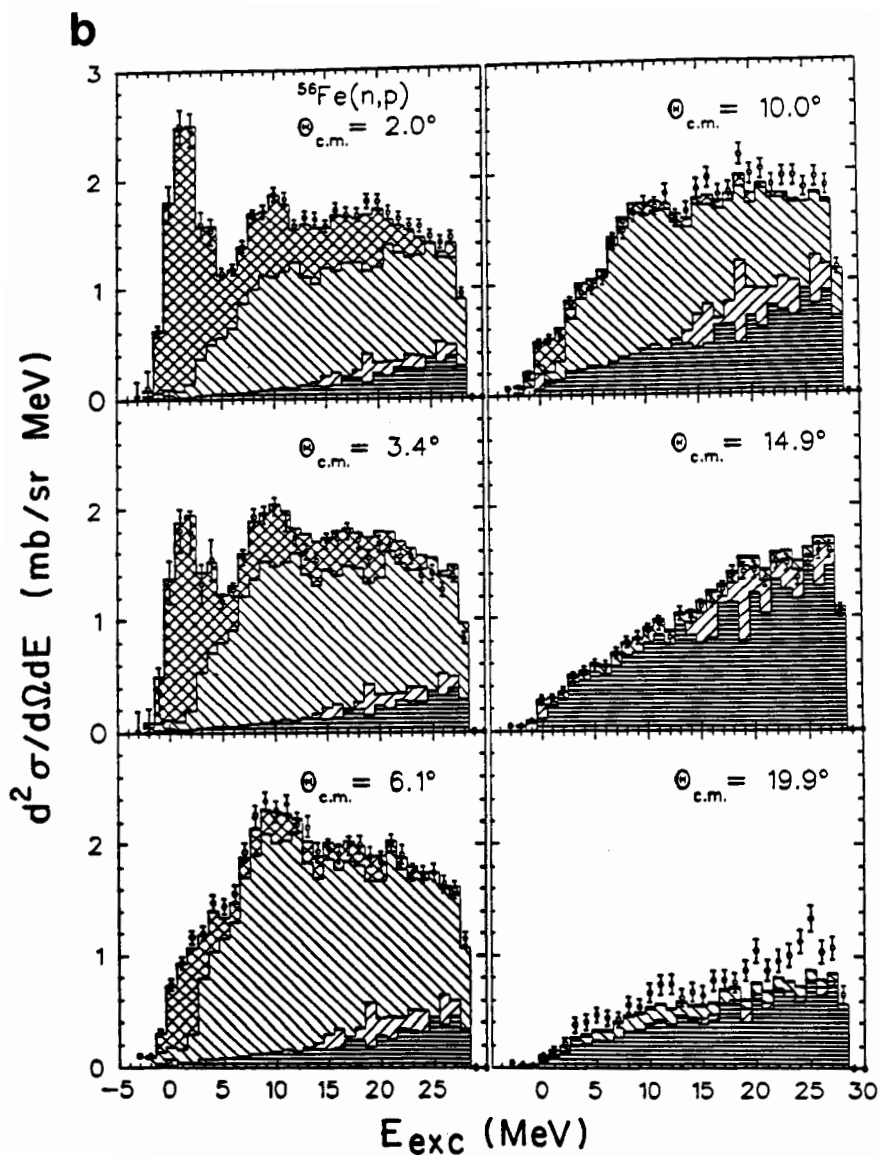 b
⁵⁶Fe(n,p)
Θc.m.= 2.0°
Θc.m.= 10.0°
3
2
1
0
Θc.m.= 3.4°
Θc.m.= 14.9°
2
1
0
Θc.m.= 6.1°
Θc.m.= 19.9°
2
1
0
-5 0 5 10 15 20 25 0 5 10 15 20 25 30
d²σ/dΩdE (mb/sr MeV)
Eexc (MeV)